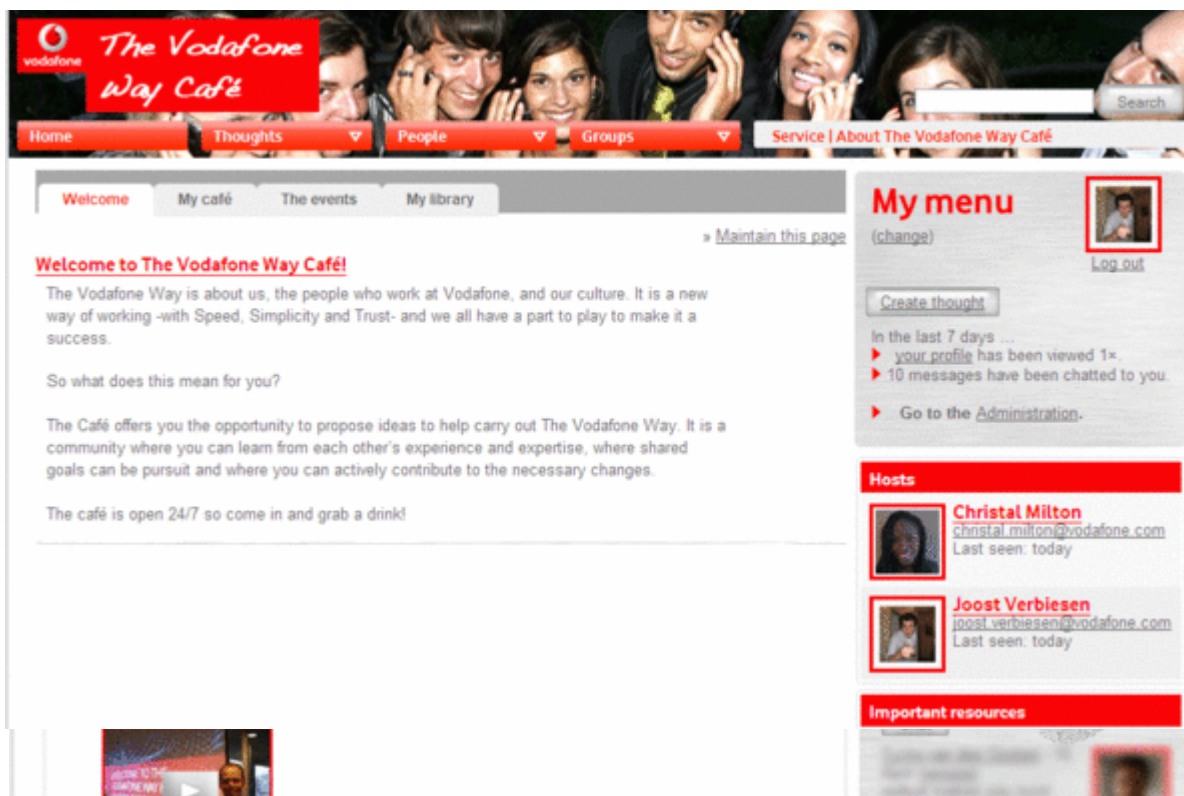 vodafone
The Vodafone
Way Café
Search
Home
Thoughts
People
Groups
Service | About The Vodafone Way Café
Welcome
My café
The events
My library
» Maintain this page
Welcome to The Vodafone Way Café!
The Vodafone Way is about us, the people who work at Vodafone, and our culture. It is a new
way of working -with Speed, Simplicity and Trust- and we all have a part to play to make it a
success.
So what does this mean for you?
The Café offers you the opportunity to propose ideas to help carry out The Vodafone Way. It is a
community where you can learn from each other's experience and expertise, where shared
goals can be pursuit and where you can actively contribute to the necessary changes.
The café is open 24/7 so come in and grab a drink!
My menu
(change)
Log out
Create thought
In the last 7 days ...
your profile has been viewed 1×.
10 messages have been chatted to you.
Go to the Administration.
Hosts
Christal Milton
christal.milton@vodafone.com
Last seen: today
Joost Verbiesen
joost.verbiesen@vodafone.com
Last seen: today
Important resources
WELCOME TO THE